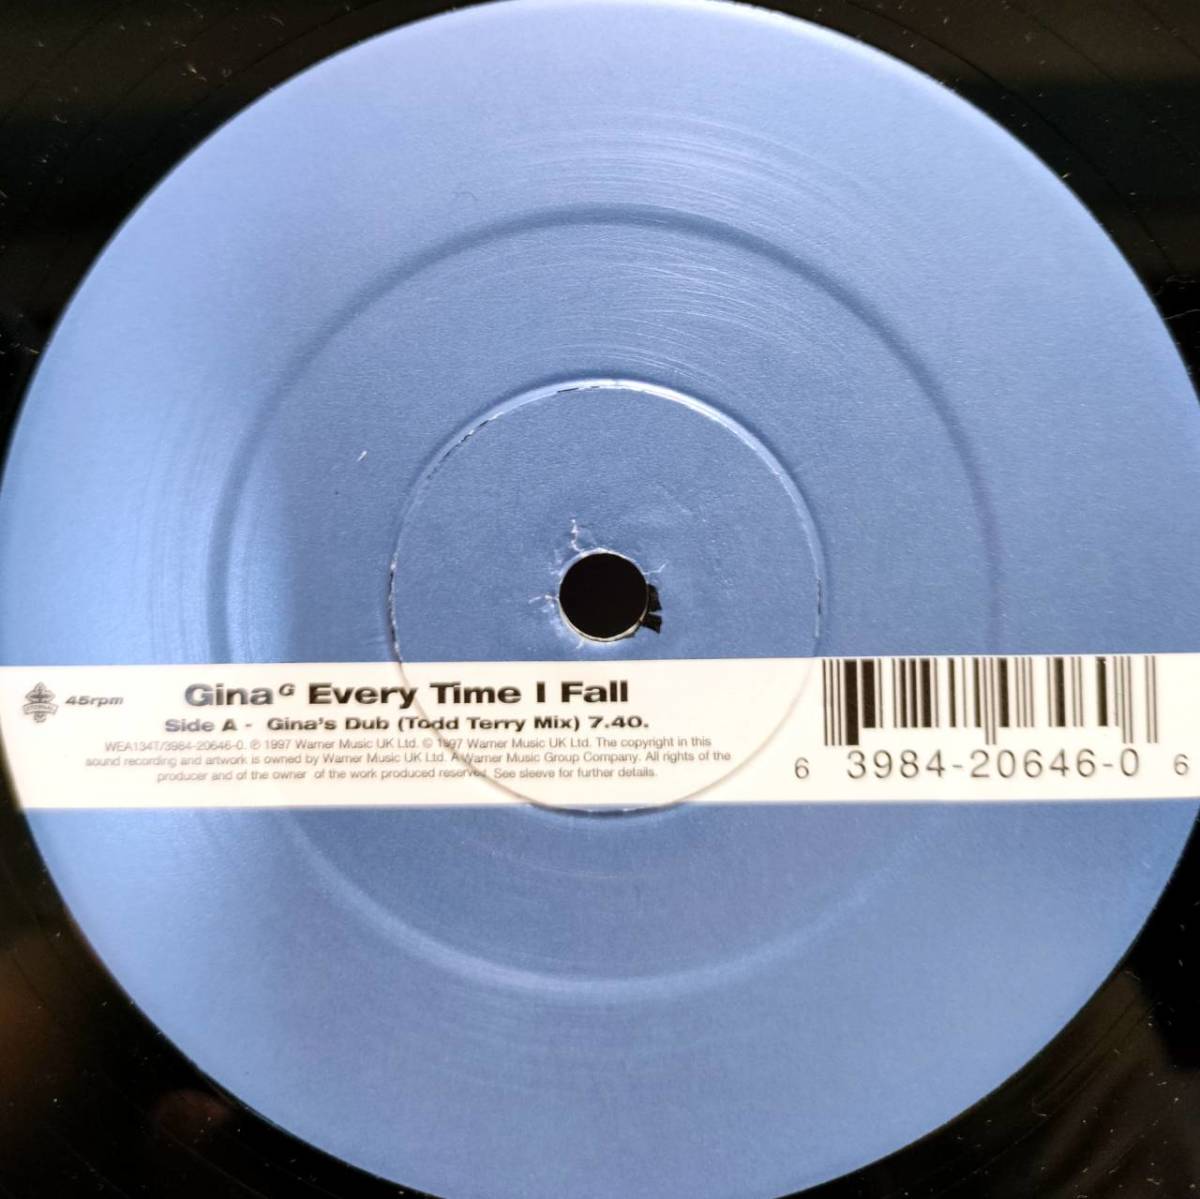 ETERNAL
45rpm
Gina G Every Time I Fall
Side A - Gina's Dub (Todd Terry Mix) 7.40.
WEA134T/3984-20646-0. ℗ 1997 Warner Music UK Ltd. © 1997 Warner Music UK Ltd. The copyright in this
sound recording and artwork is owned by Warner Music UK Ltd. A Warner Music Group Company. All rights of the
producer and of the owner of the work produced reserved. See sleeve for further details.
6 3984-20646-0 6